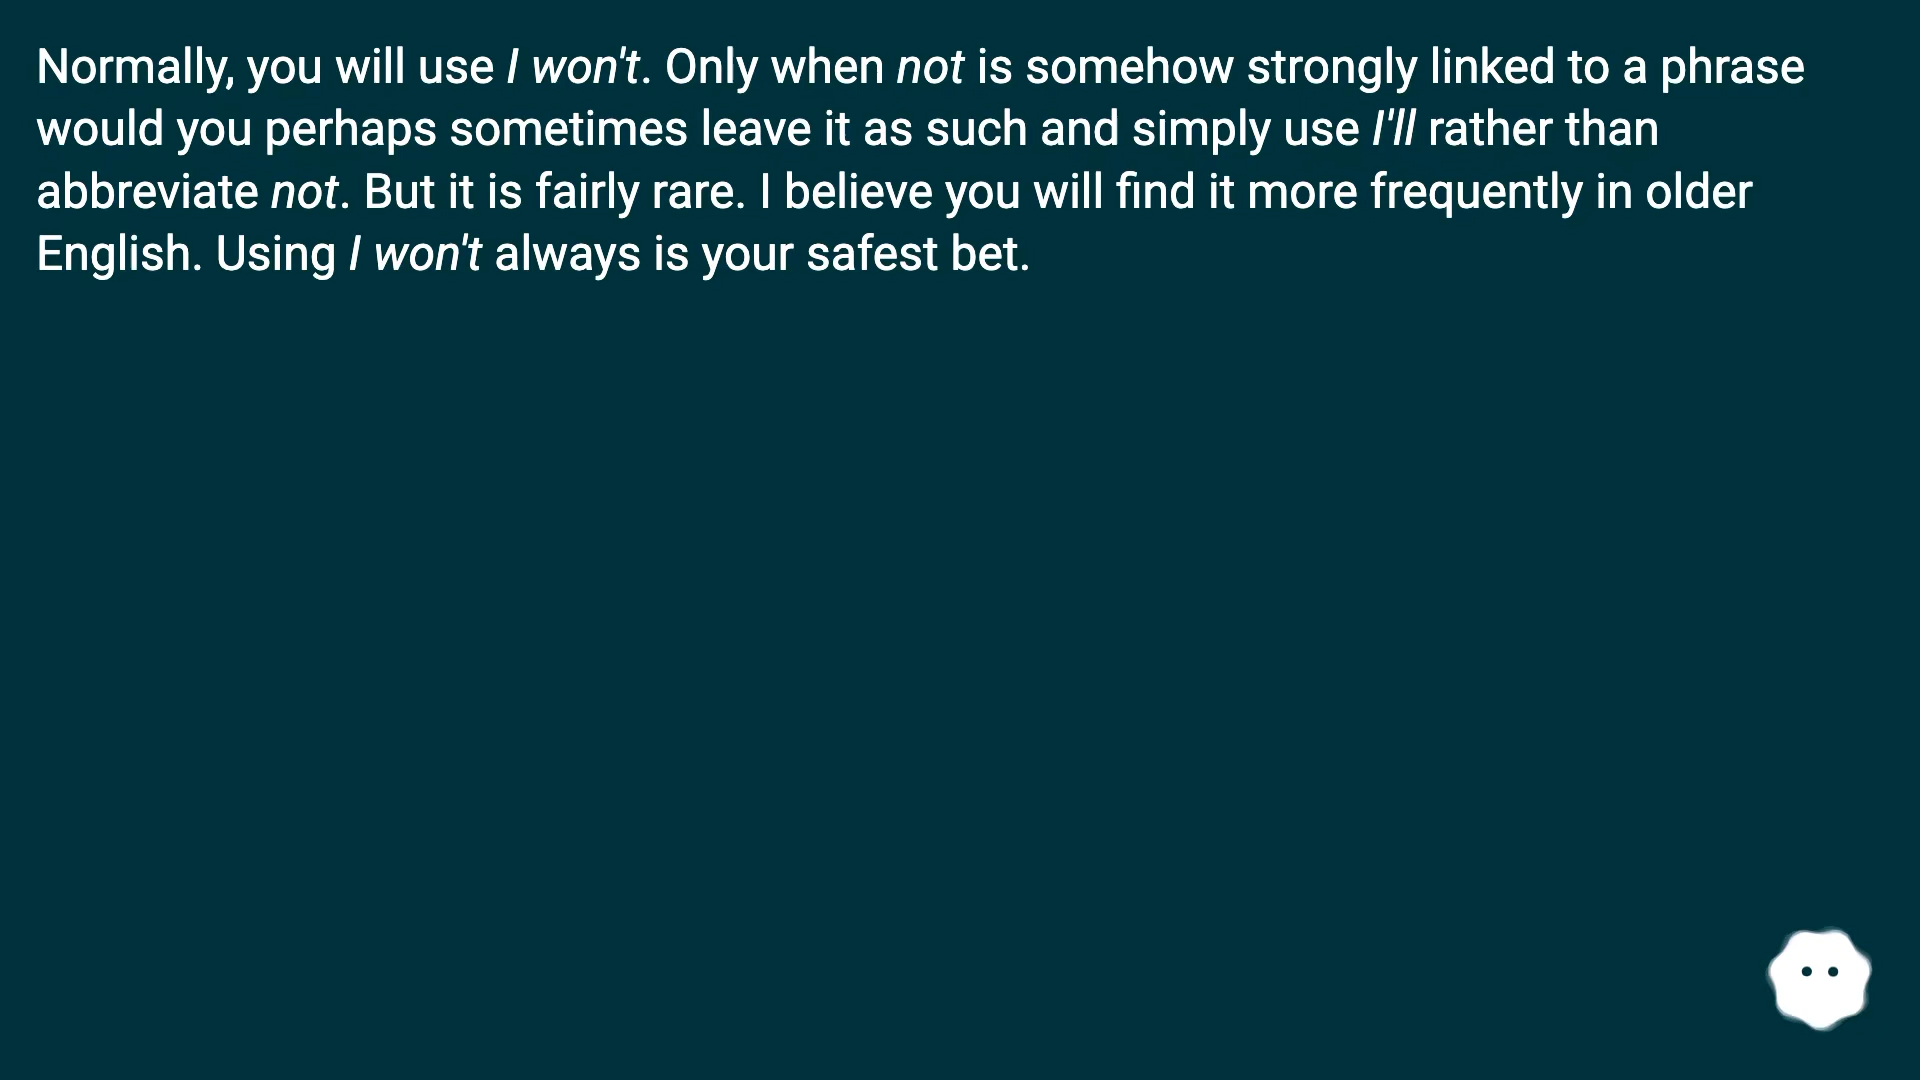 Normally, you will use I won't. Only when not is somehow strongly linked to a phrase
would you perhaps sometimes leave it as such and simply use I'll rather than
abbreviate not. But it is fairly rare. I believe you will find it more frequently in older
English. Using I won't always is your safest bet.